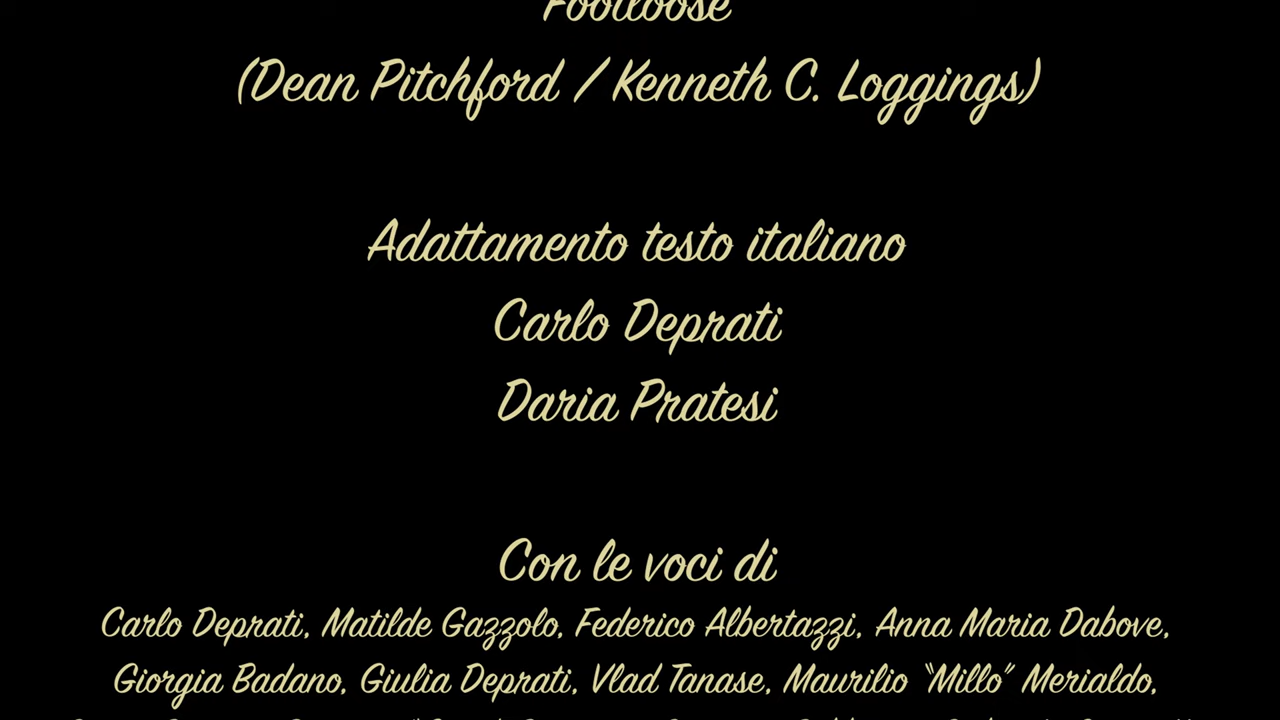 Footloose
(Dean Pitchford / Kenneth C. Loggings)
Adattamento testo italiano
Carlo Deprati
Daria Pratesi
Con le voci di
Carlo Deprati, Matilde Gazzolo, Federico Albertazzi, Anna Maria Dabove,
Giorgia Badano, Giulia Deprati, Vlad Tanase, Maurilio “Millo” Merialdo,